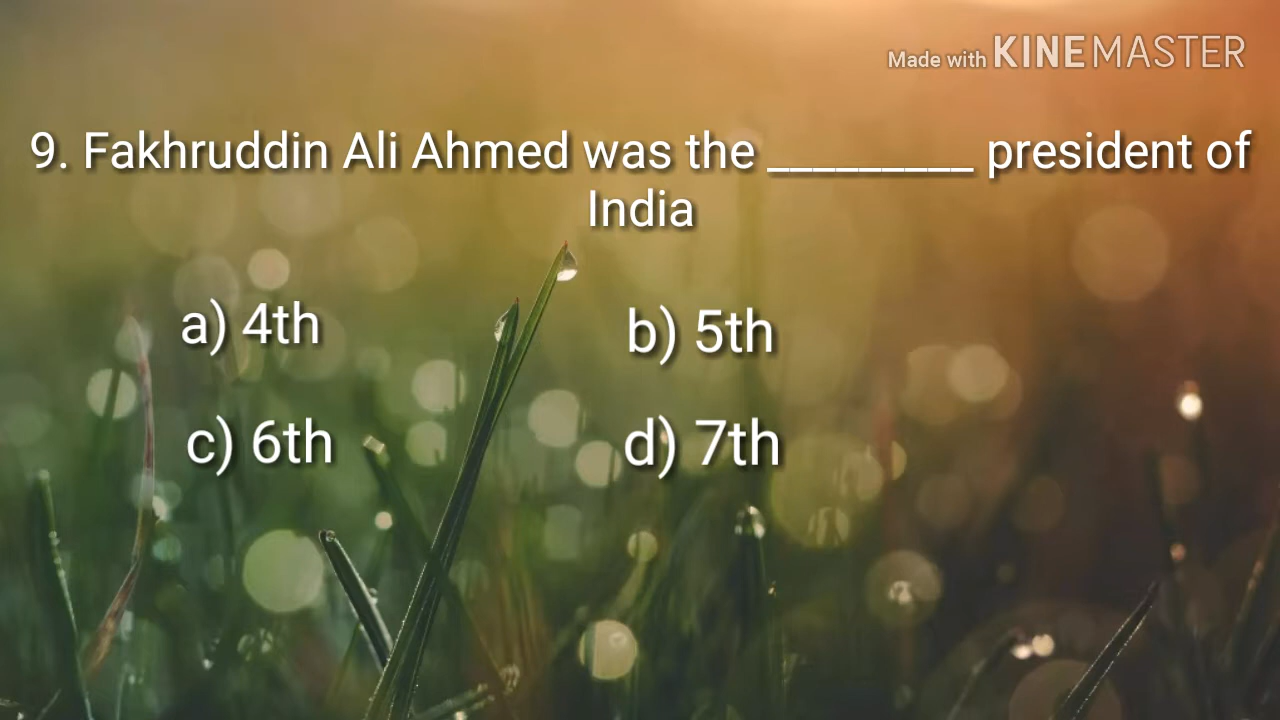 Made with KINEMASTER
9. Fakhruddin Ali Ahmed was the _________ president of
India
a) 4th
b) 5th
c) 6th
d) 7th